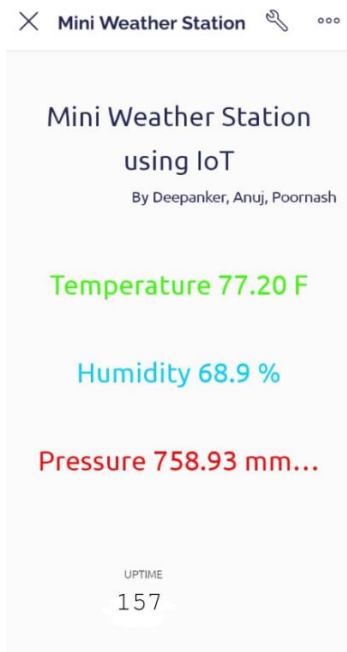 Mini Weather Station
Mini Weather Station
using IoT
By Deepanker, Anuj, Poornash
Temperature 77.20 F
Humidity 68.9 %
Pressure 758.93 mm...
UPTIME
157